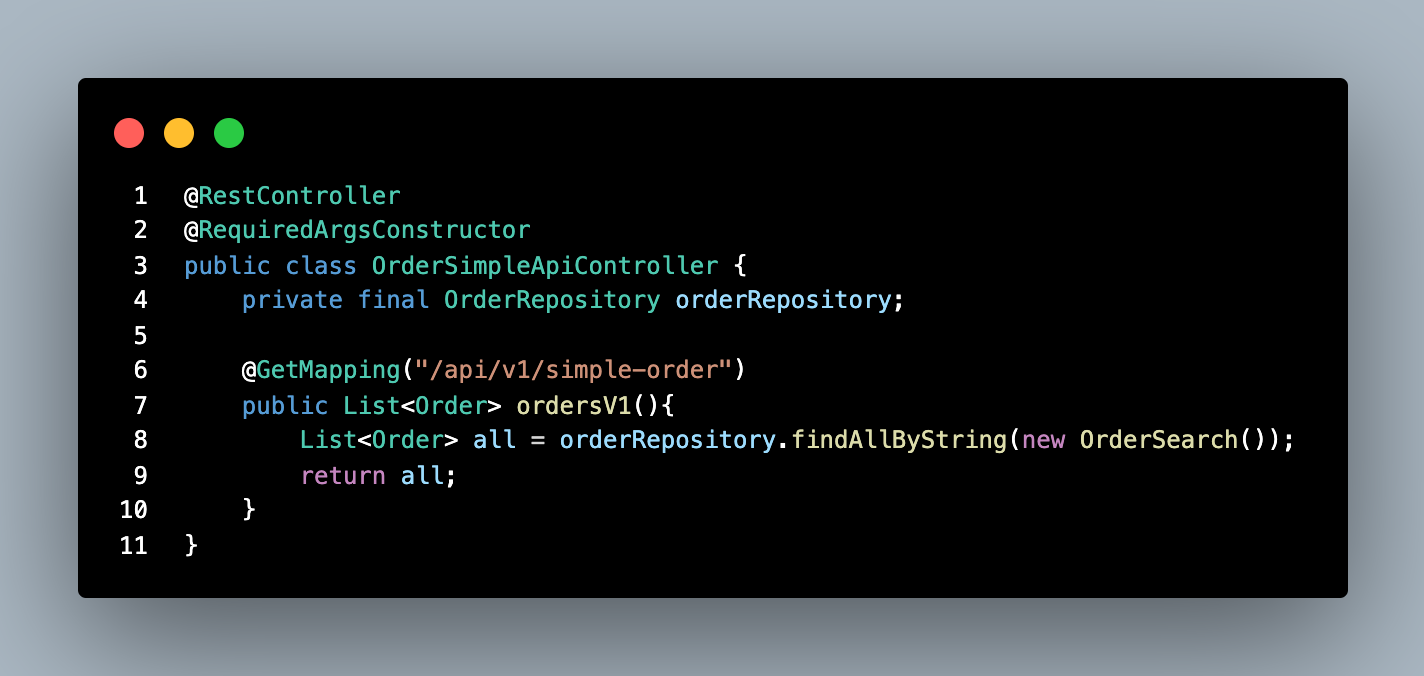 1 @RestController
2 @RequiredArgsConstructor
3 public class OrderSimpleApiController {
4     private final OrderRepository orderRepository;
5
6     @GetMapping("/api/v1/simple-order")
7     public List<Order> ordersV1(){
8         List<Order> all = orderRepository.findAllByString(new OrderSearch());
9         return all;
10     }
11 }